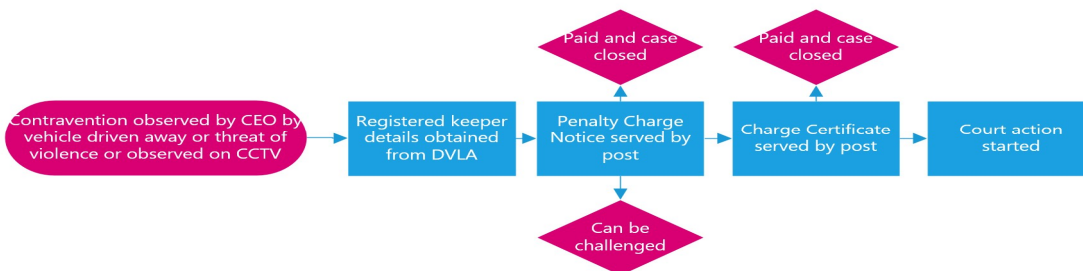 Paid and case
closed
Paid and case
closed
Contravention observed by CEO by
vehicle driven away or threat of
violence or observed on CCTV
Registered keeper
details obtained
from DVLA
Penalty Charge
Notice served by
post
Charge Certificate
served by post
Court action
started
Can be
challenged